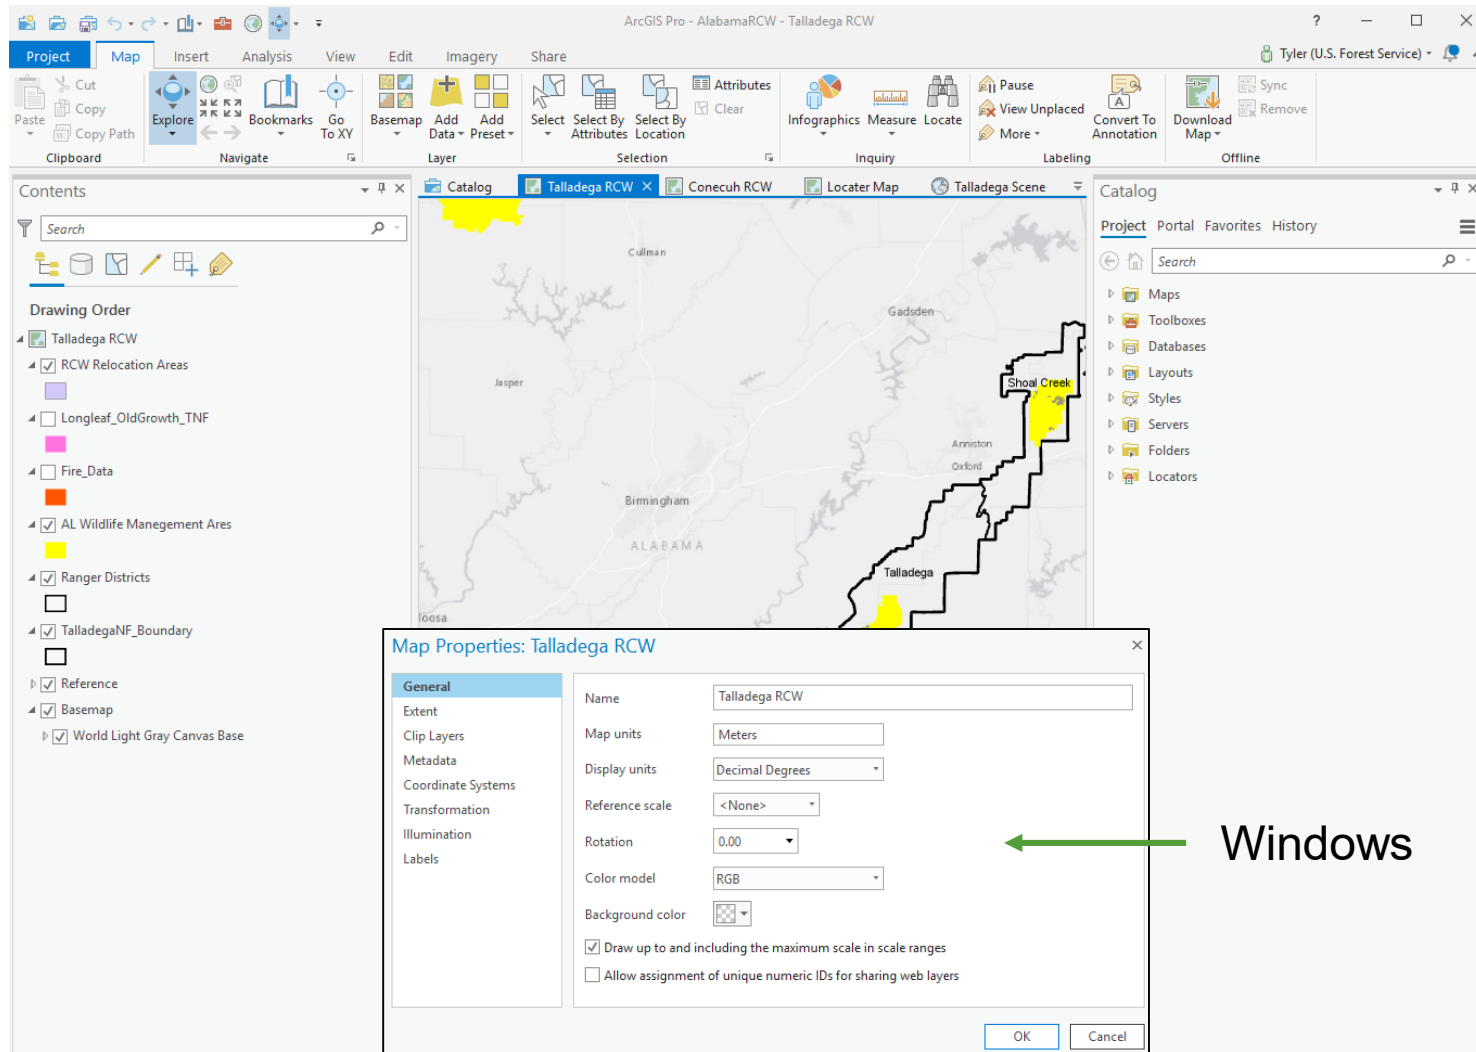 ArcGIS Pro - AlabamaRCW - Talladega RCW
?
Project Map Insert Analysis View Edit Imagery Share
Tyler (U.S. Forest Service)
Paste
Cut
Copy
Copy Path
Clipboard
Explore
Bookmarks
Go To XY
Navigate
Basemap
Add Data
Add Preset
Layer
Select
Select By Attributes
Select By Location
Attributes
Clear
Selection
Infographics
Measure
Locate
Inquiry
Pause
View Unplaced
More
Convert To Annotation
Labeling
Download Map
Sync
Remove
Offline
Contents
Search
Drawing Order
Talladega RCW
RCW Relocation Areas
Longleaf_OldGrowth_TNF
Fire_Data
AL Wildlife Manegement Ares
Ranger Districts
TalladegaNF_Boundary
Reference
Basemap
World Light Gray Canvas Base
Catalog Talladega RCW Conecuh RCW Locater Map Talladega Scene
Cullman
Gadsden
Jasper
Shoal Creek
Anniston
Oxford
Birmingham
ALABAMA
Talladega
loosa
Catalog
Project Portal Favorites History
Search
Maps
Toolboxes
Databases
Layouts
Styles
Servers
Folders
Locators
Map Properties: Talladega RCW
General
Extent
Clip Layers
Metadata
Coordinate Systems
Transformation
Illumination
Labels
Name Talladega RCW
Map units Meters
Display units Decimal Degrees
Reference scale <None>
Rotation 0.00
Color model RGB
Background color
Draw up to and including the maximum scale in scale ranges
Allow assignment of unique numeric IDs for sharing web layers
OK Cancel
Windows